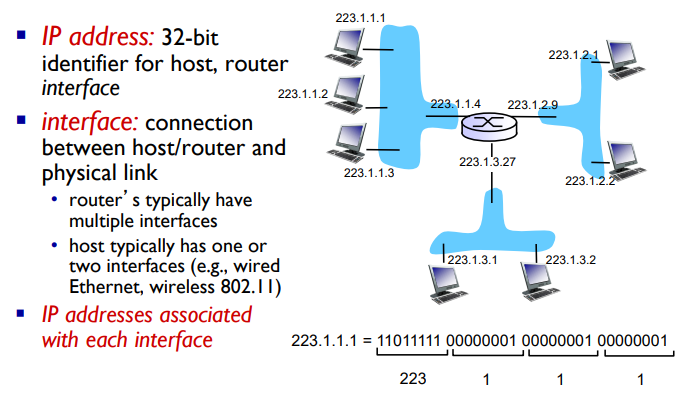 ▪ IP address: 32-bit
identifier for host, router
interface
▪ interface: connection
between host/router and
physical link
• router's typically have
multiple interfaces
• host typically has one or
two interfaces (e.g., wired
Ethernet, wireless 802.11)
▪ IP addresses associated
with each interface
223.1.1.1
223.1.1.2
223.1.1.3
223.1.1.4
223.1.2.9
223.1.2.1
223.1.2.2
223.1.3.27
223.1.3.1
223.1.3.2
223.1.1.1 = 11011111 00000001 00000001 00000001
223 1 1 1